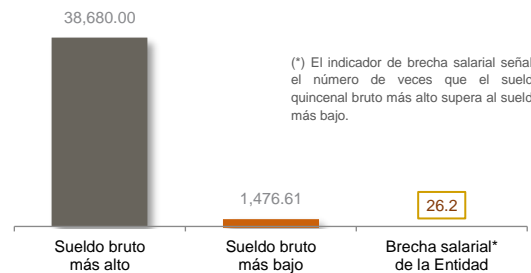 38,680.00
(*) El indicador de brecha salarial señal
el número de veces que el sueld
quincenal bruto más alto supera al sueld
más bajo.
1,476.61
26.2
Sueldo bruto
más alto
Sueldo bruto
más bajo
Brecha salarial*
de la Entidad